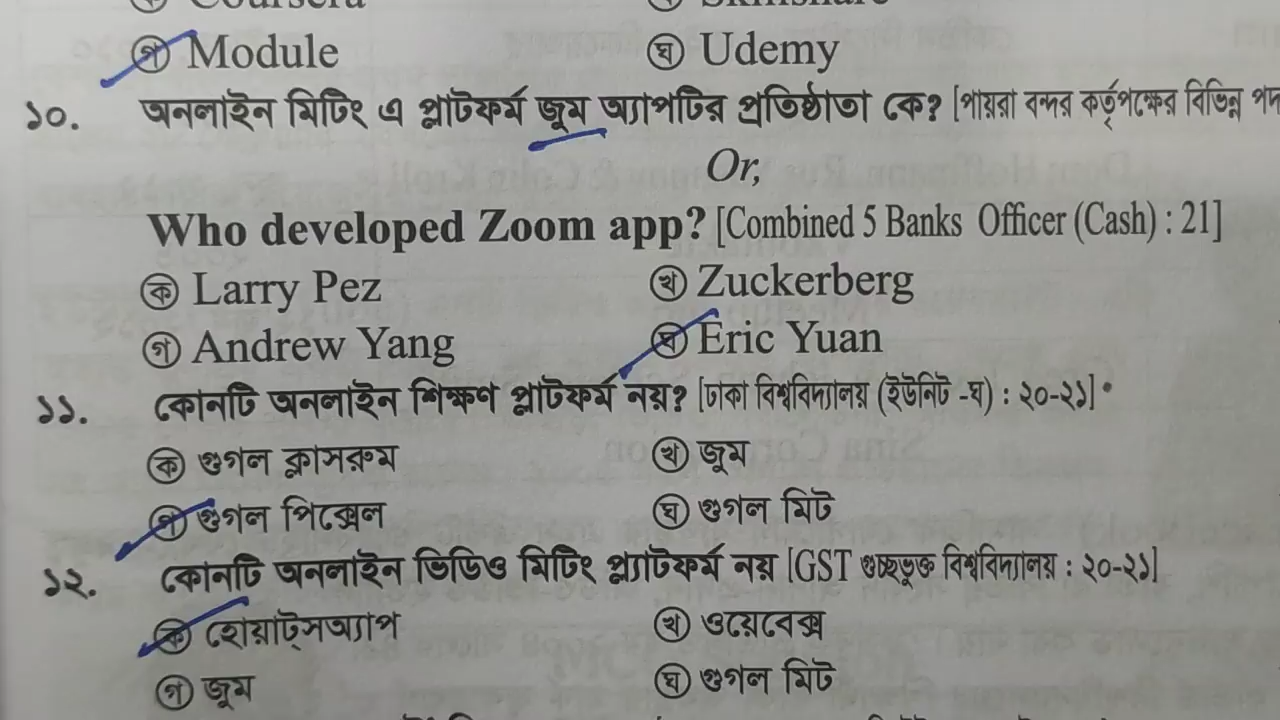 ক Coursera Skillshare
গ Module ঘ Udemy
১০. অনলাইন মিটিং এ প্লাটফর্ম জুম অ্যাপটির প্রতিষ্ঠাতা কে? [পায়রা বন্দর কর্তৃপক্ষের বিভিন্ন পদ
Or,
Who developed Zoom app? [Combined 5 Banks Officer (Cash) : 21]
ক Larry Pez খ Zuckerberg
গ Andrew Yang ঘ Eric Yuan
১১. কোনটি অনলাইন শিক্ষণ প্লাটফর্ম নয়? [ঢাকা বিশ্ববিদ্যালয় (ইউনিট -ঘ) : ২০-২১]
ক গুগল ক্লাসরুম খ জুম
গ গুগল পিক্সেল ঘ গুগল মিট
১২. কোনটি অনলাইন ভিডিও মিটিং প্ল্যাটফর্ম নয় [GST গুচ্ছভুক্ত বিশ্ববিদ্যালয় : ২০-২১]
ক হোয়াট্সঅ্যাপ খ ওয়েবেক্স
গ জুম ঘ গুগল মিট